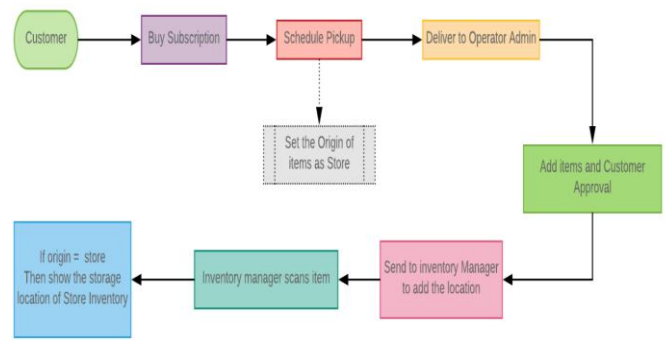 Customer
Buy Subscription
Schedule Pickup
Deliver to Operator Admin
Set the Origin of
items as Store
Add items and Customer
Approval
Send to inventory Manager
to add the location
Inventory manager scans item
If origin = store
Then show the storage
location of Store Inventory